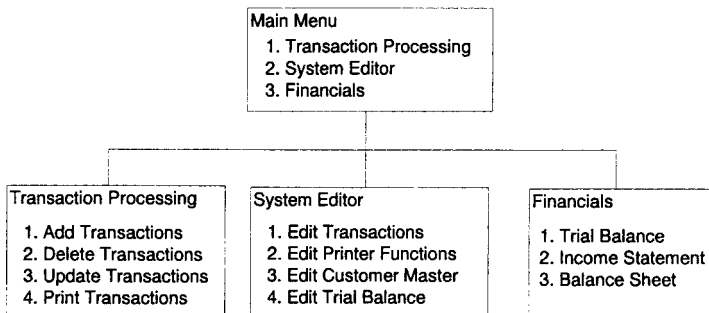 Main Menu
1. Transaction Processing
2. System Editor
3. Financials
Transaction Processing
1. Add Transactions
2. Delete Transactions
3. Update Transactions
4. Print Transactions
System Editor
1. Edit Transactions
2. Edit Printer Functions
3. Edit Customer Master
4. Edit Trial Balance
Financials
1. Trial Balance
2. Income Statement
3. Balance Sheet